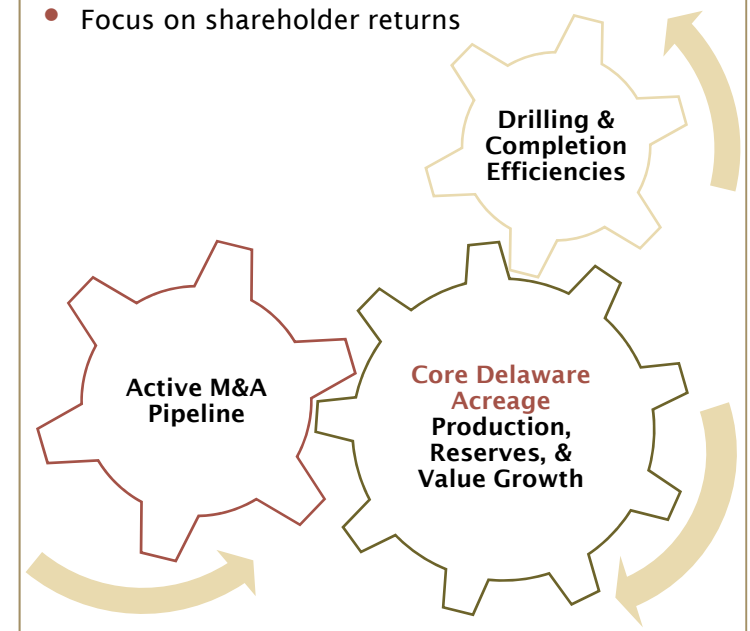 • Focus on shareholder returns
Drilling &
Completion
Efficiencies
Active M&A
Pipeline
Core Delaware
Acreage
Production,
Reserves, &
Value Growth